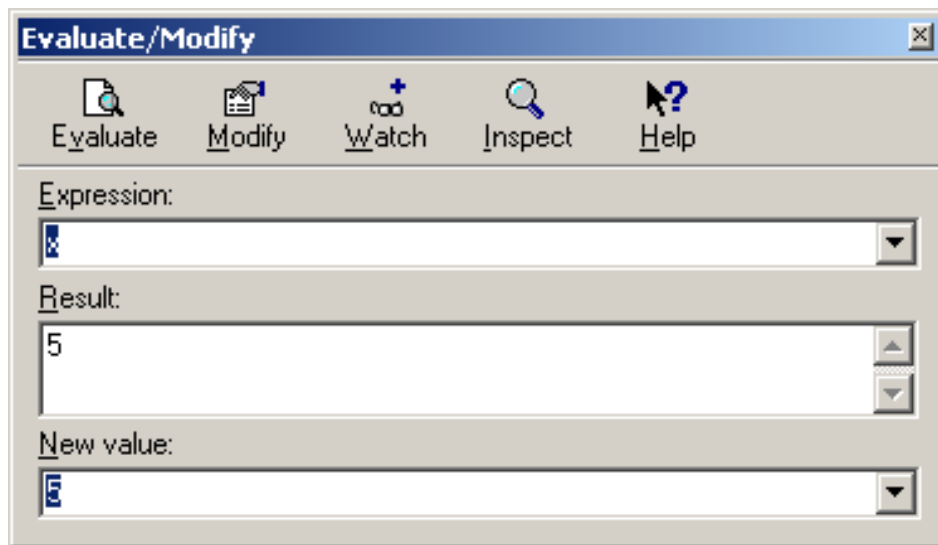 Evaluate/Modify
Evaluate Modify Watch Inspect Help
Expression:
x
Result:
5
New value:
5